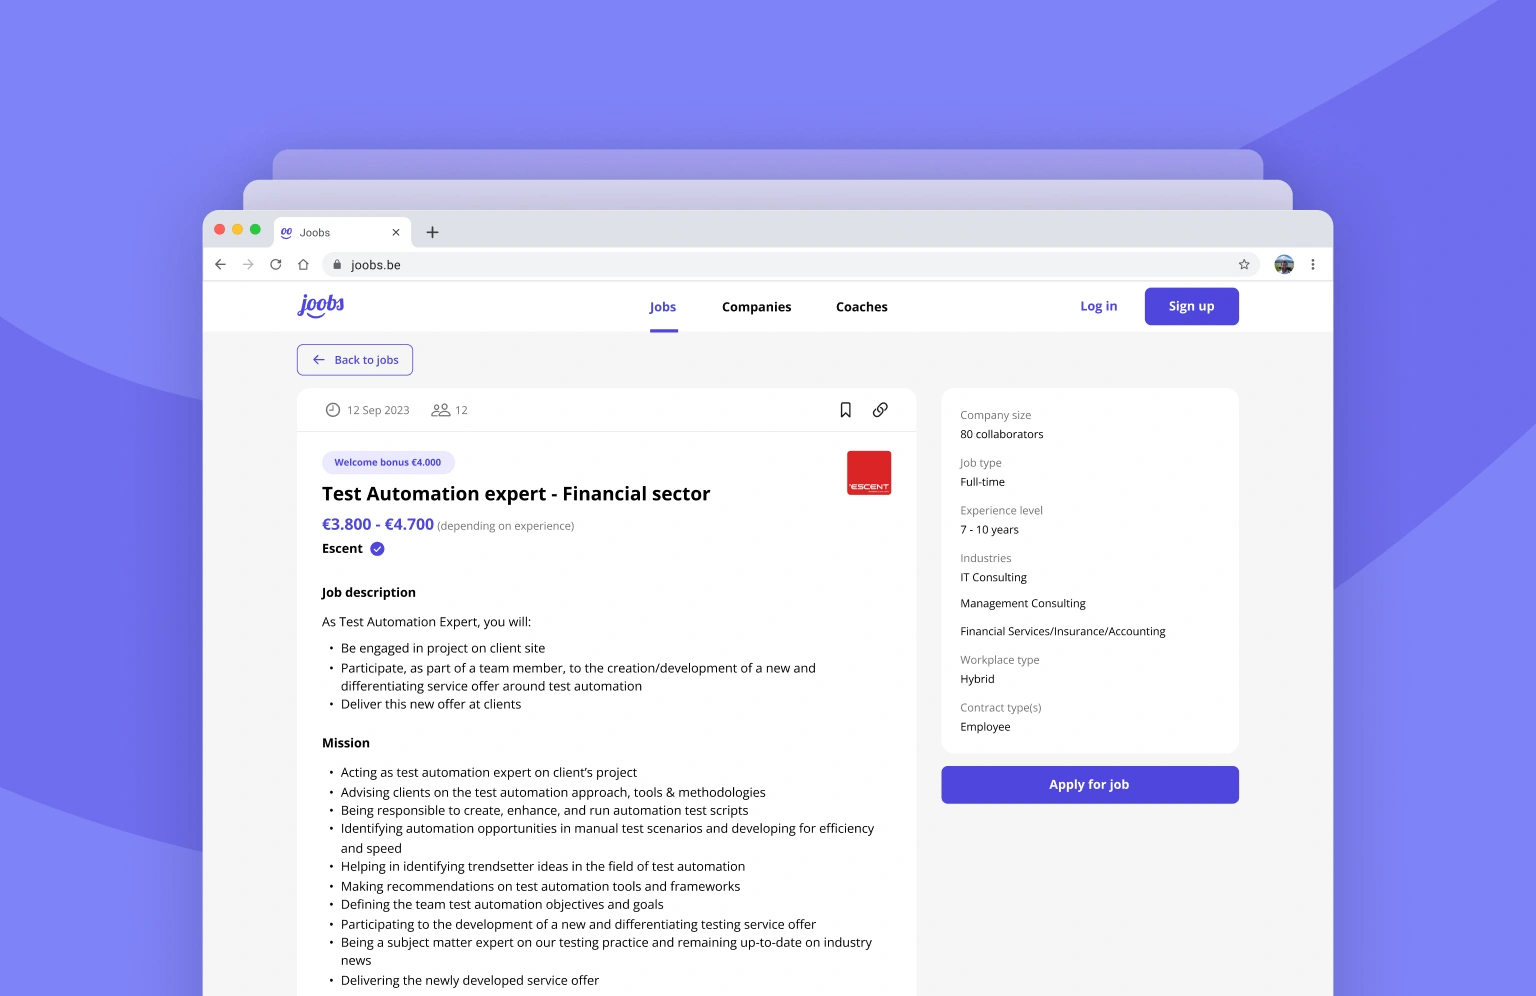 Joobs
joobs.be
joobs
Jobs
Companies
Coaches
Log in
Sign up
Back to jobs
12 Sep 2023
12
Welcome bonus €4.000
ESCENT
Test Automation expert - Financial sector
€3.800 - €4.700 (depending on experience)
Escent
Job description
As Test Automation Expert, you will:
• Be engaged in project on client site
• Participate, as part of a team member, to the creation/development of a new and
differentiating service offer around test automation
• Deliver this new offer at clients
Mission
• Acting as test automation expert on client’s project
• Advising clients on the test automation approach, tools & methodologies
• Being responsible to create, enhance, and run automation test scripts
• Identifying automation opportunities in manual test scenarios and developing for efficiency
and speed
• Helping in identifying trendsetter ideas in the field of test automation
• Making recommendations on test automation tools and frameworks
• Defining the team test automation objectives and goals
• Participating to the development of a new and differentiating testing service offer
• Being a subject matter expert on our testing practice and remaining up-to-date on industry
news
• Delivering the newly developed service offer
Company size
80 collaborators
Job type
Full-time
Experience level
7 - 10 years
Industries
IT Consulting
Management Consulting
Financial Services/Insurance/Accounting
Workplace type
Hybrid
Contract type(s)
Employee
Apply for job